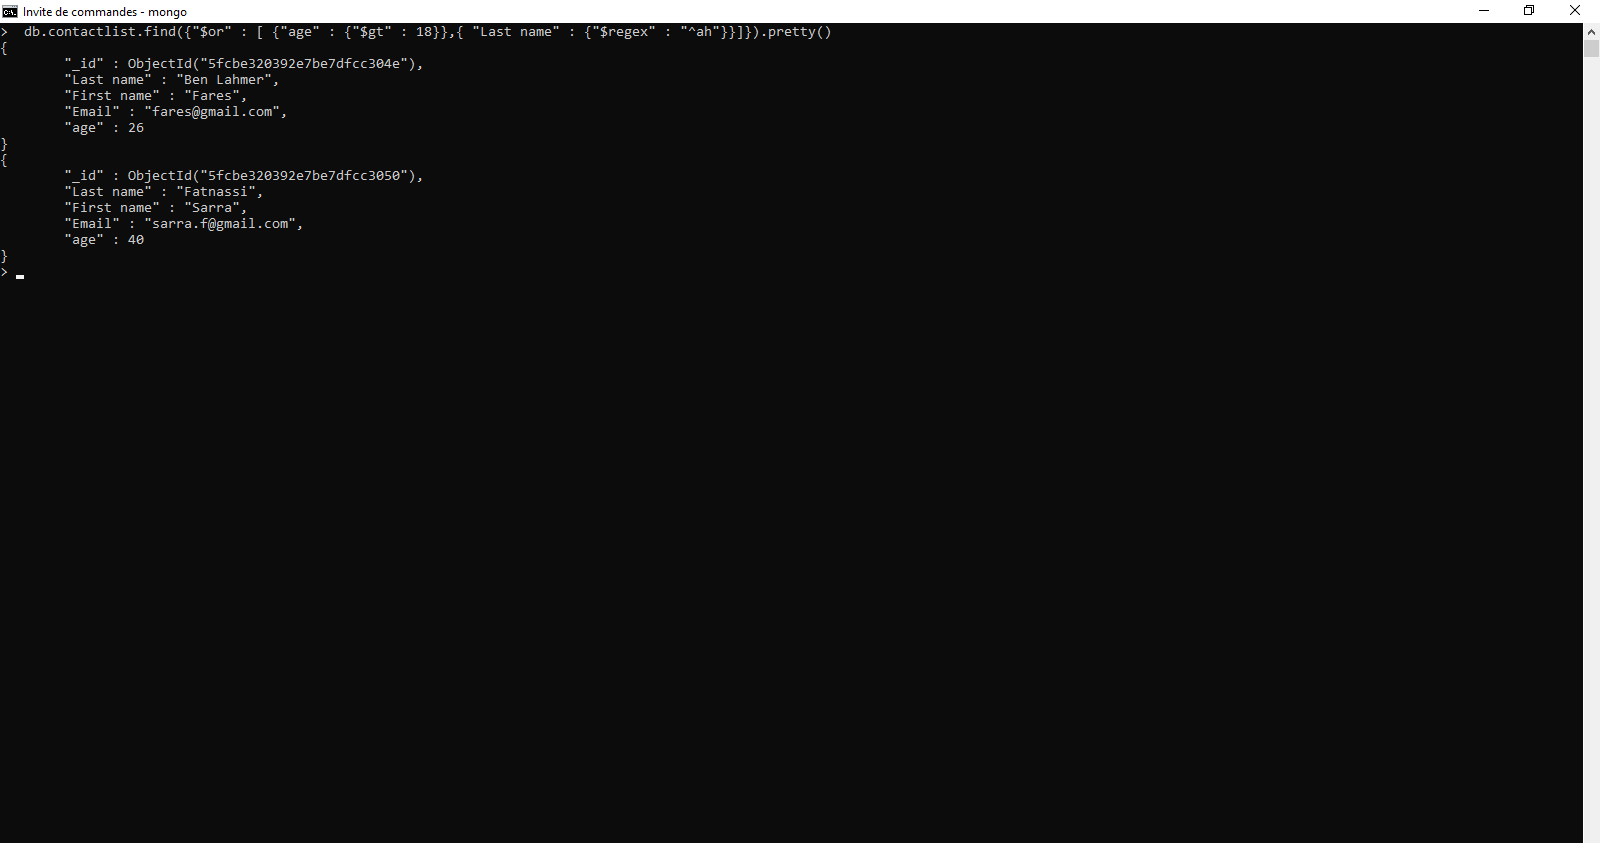 Invite de commandes - mongo
>  db.contactlist.find({"$or" : [ {"age" : {"$gt" : 18}},{ "Last name" : {"$regex" : "^ah"}}]}).pretty()
{
        "_id" : ObjectId("5fcbe320392e7be7dfcc304e"),
        "Last name" : "Ben Lahmer",
        "First name" : "Fares",
        "Email" : "fares@gmail.com",
        "age" : 26
}
{
        "_id" : ObjectId("5fcbe320392e7be7dfcc3050"),
        "Last name" : "Fatnassi",
        "First name" : "Sarra",
        "Email" : "sarra.f@gmail.com",
        "age" : 40
}
>